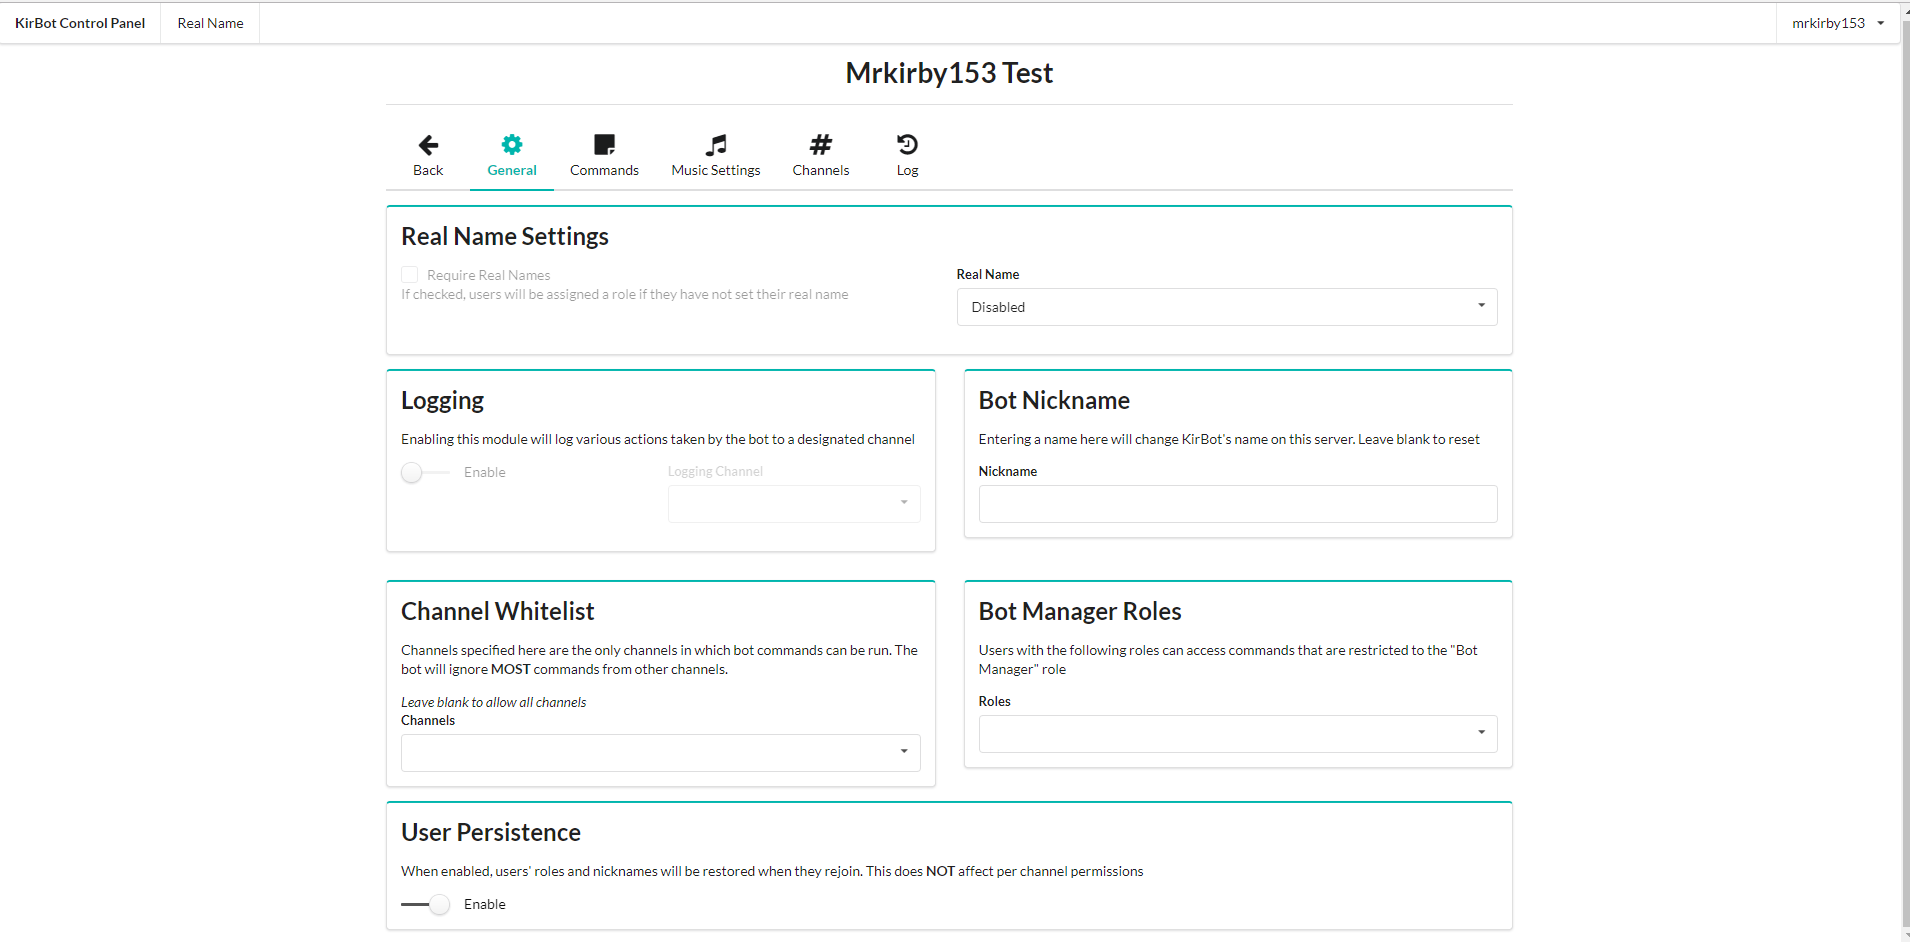 KirBot Control Panel
Real Name
mrkirby153
Mrkirby153 Test
Back
General
Commands
Music Settings
Channels
Log
Real Name Settings
Require Real Names
If checked, users will be assigned a role if they have not set their real name
Real Name
Disabled
Logging
Enabling this module will log various actions taken by the bot to a designated channel
Enable
Logging Channel
Bot Nickname
Entering a name here will change KirBot's name on this server. Leave blank to reset
Nickname
Channel Whitelist
Channels specified here are the only channels in which bot commands can be run. The
bot will ignore MOST commands from other channels.
Leave blank to allow all channels
Channels
Bot Manager Roles
Users with the following roles can access commands that are restricted to the "Bot
Manager" role
Roles
User Persistence
When enabled, users' roles and nicknames will be restored when they rejoin. This does NOT affect per channel permissions
Enable